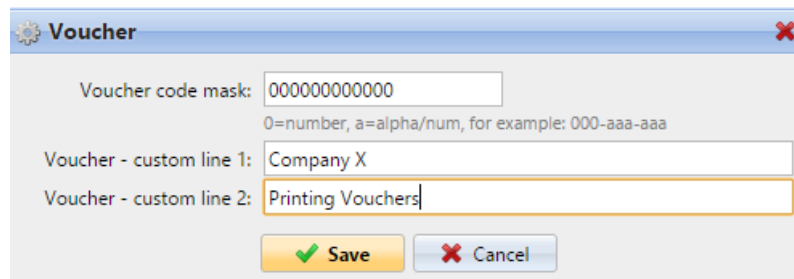 Voucher
Voucher code mask: 000000000000
0=number, a=alpha/num, for example: 000-aaa-aaa
Voucher - custom line 1: Company X
Voucher - custom line 2: Printing Vouchers
Save Cancel